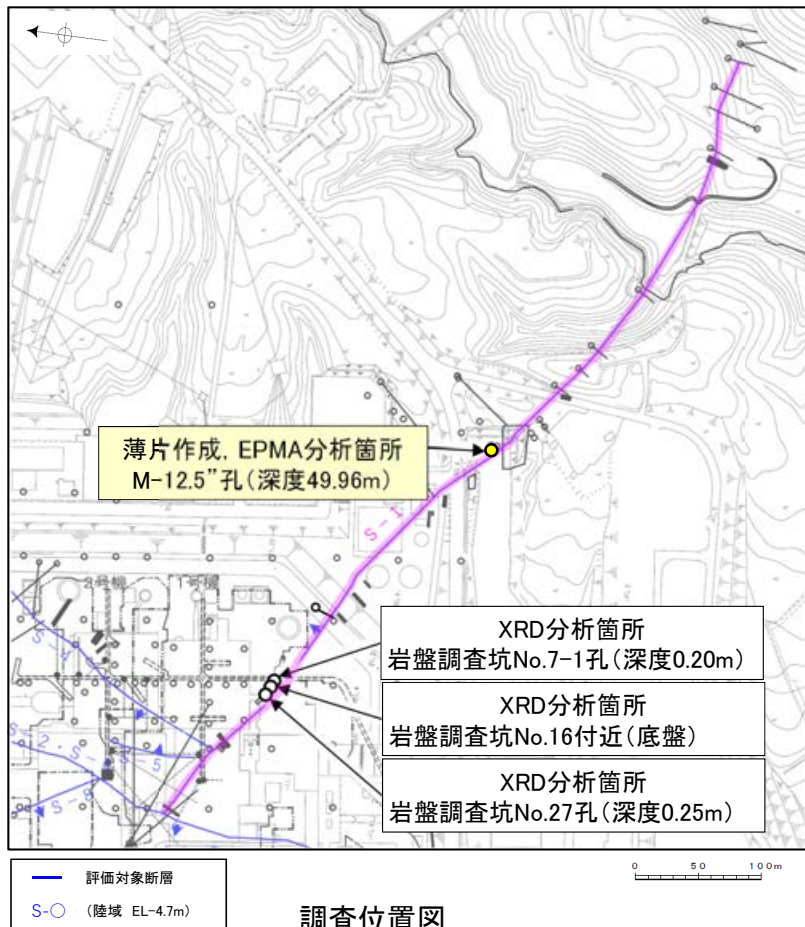 薄片作成, EPMA分析箇所
M-12.5”孔(深度49.96m)
S-1
2号機
1号機
S-4
XRD分析箇所
岩盤調査坑No.7-1孔(深度0.20m)
XRD分析箇所
岩盤調査坑No.16付近(底盤)
XRD分析箇所
岩盤調査坑No.27孔(深度0.25m)
S-5
S-8
0 50 100m
評価対象断層
S-○ (陸域 EL-4.7m)
調査位置図